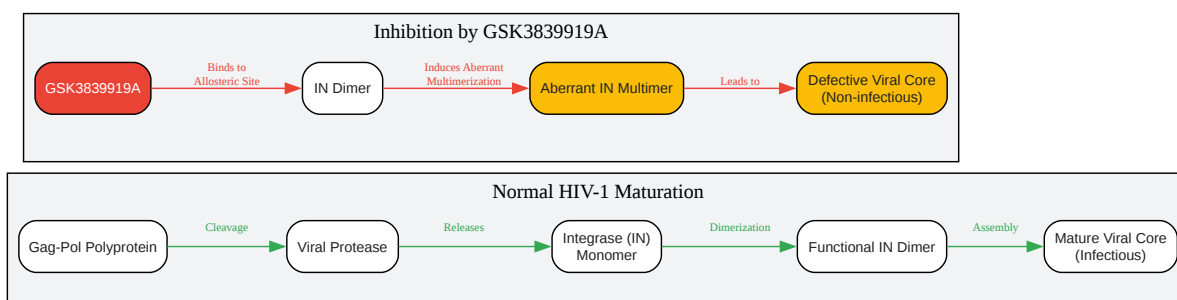 Inhibition by GSK3839919A
GSK3839919A
Binds to
Allosteric Site
IN Dimer
Induces Aberrant
Multimerization
Aberrant IN Multimer
Leads to
Defective Viral Core
(Non-infectious)
Normal HIV-1 Maturation
Gag-Pol Polyprotein
Cleavage
Viral Protease
Releases
Integrase (IN)
Monomer
Dimerization
Functional IN Dimer
Assembly
Mature Viral Core
(Infectious)